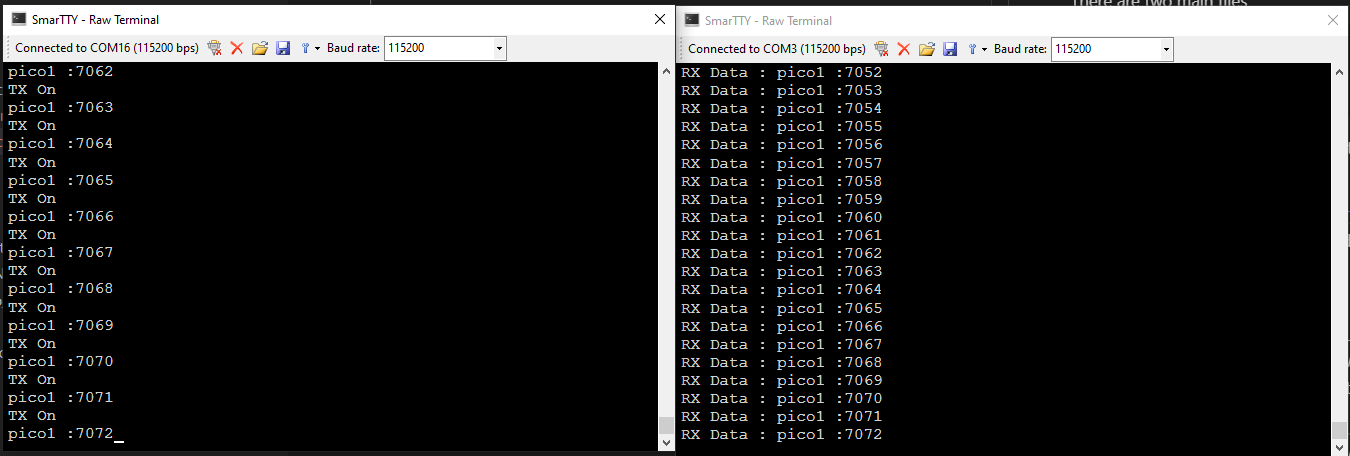 There are two main files
SmarTTY - Raw Terminal
Connected to COM16 (115200 bps) Baud rate: 115200
pico1 :7062
TX On
pico1 :7063
TX On
pico1 :7064
TX On
pico1 :7065
TX On
pico1 :7066
TX On
pico1 :7067
TX On
pico1 :7068
TX On
pico1 :7069
TX On
pico1 :7070
TX On
pico1 :7071
TX On
pico1 :7072_
SmarTTY - Raw Terminal
Connected to COM3 (115200 bps) Baud rate: 115200
RX Data : pico1 :7052
RX Data : pico1 :7053
RX Data : pico1 :7054
RX Data : pico1 :7055
RX Data : pico1 :7056
RX Data : pico1 :7057
RX Data : pico1 :7058
RX Data : pico1 :7059
RX Data : pico1 :7060
RX Data : pico1 :7061
RX Data : pico1 :7062
RX Data : pico1 :7063
RX Data : pico1 :7064
RX Data : pico1 :7065
RX Data : pico1 :7066
RX Data : pico1 :7067
RX Data : pico1 :7068
RX Data : pico1 :7069
RX Data : pico1 :7070
RX Data : pico1 :7071
RX Data : pico1 :7072